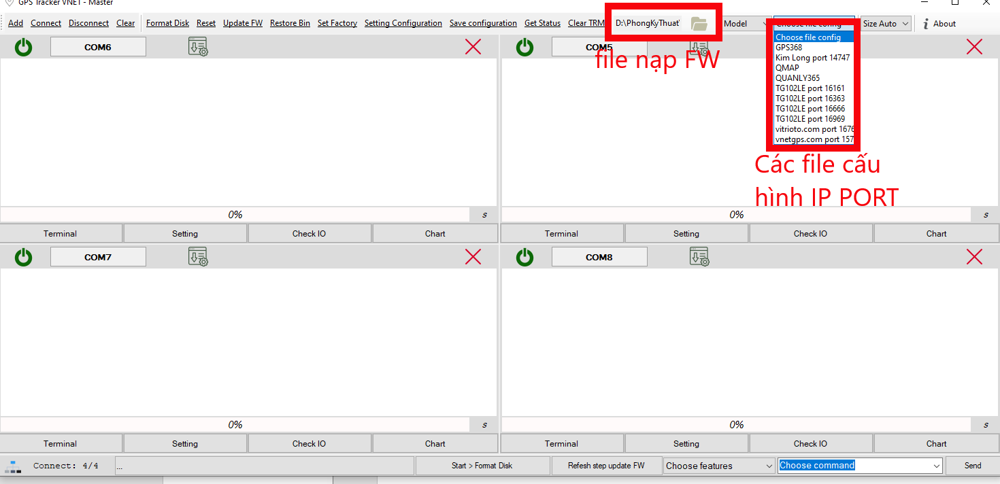 GPS Tracker VNET - Master
Add Connect Disconnect Clear Format Disk Reset Update FW Restore Bin Set Factory Setting Configuration Save configuration Get Status Clear TRM D:\PhongKyThuat Model Choose file config Size Auto About
COM6
COM5
file nạp FW
Choose file config
GPS368
Kim Long port 14747
QMAP
QUANLY365
TG102LE port 16161
TG102LE port 16363
TG102LE port 16666
TG102LE port 16969
vitrioto.com port 1676
vnetgps.com port 157
Các file cấu
hình IP PORT
0% s 0% s
Terminal Setting Check IO Chart Terminal Setting Check IO Chart
COM7 COM8
0% s 0% s
Terminal Setting Check IO Chart Terminal Setting Check IO Chart
Connect: 4/4 ... Start > Format Disk Refesh step update FW Choose features Choose command Send